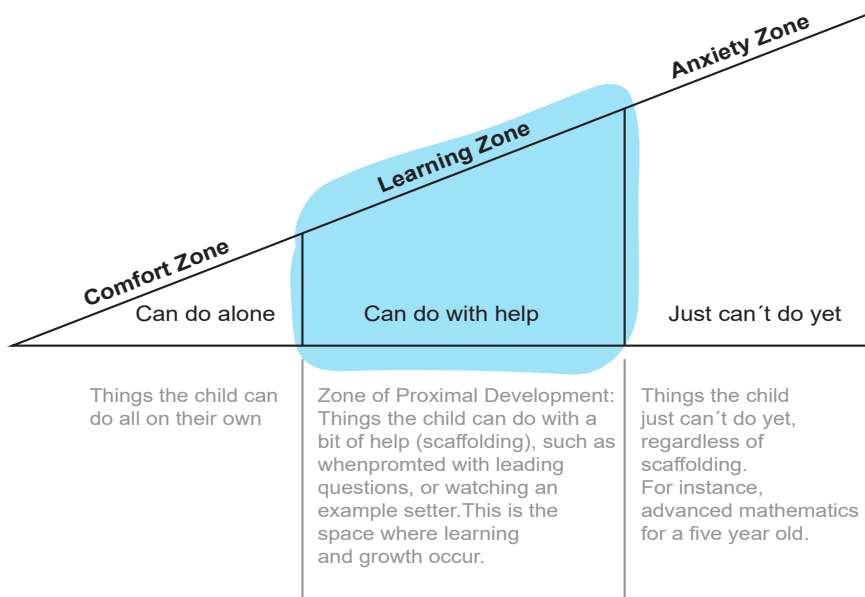 Anxiety Zone
Learning Zone
Comfort Zone
Can do alone
Can do with help
Just can´t do yet
Things the child can
do all on their own
Zone of Proximal Development:
Things the child can do with a
bit of help (scaffolding), such as
whenpromted with leading
questions, or watching an
example setter.This is the
space where learning
and growth occur.
Things the child
just can´t do yet,
regardless of
scaffolding.
For instance,
advanced mathematics
for a five year old.